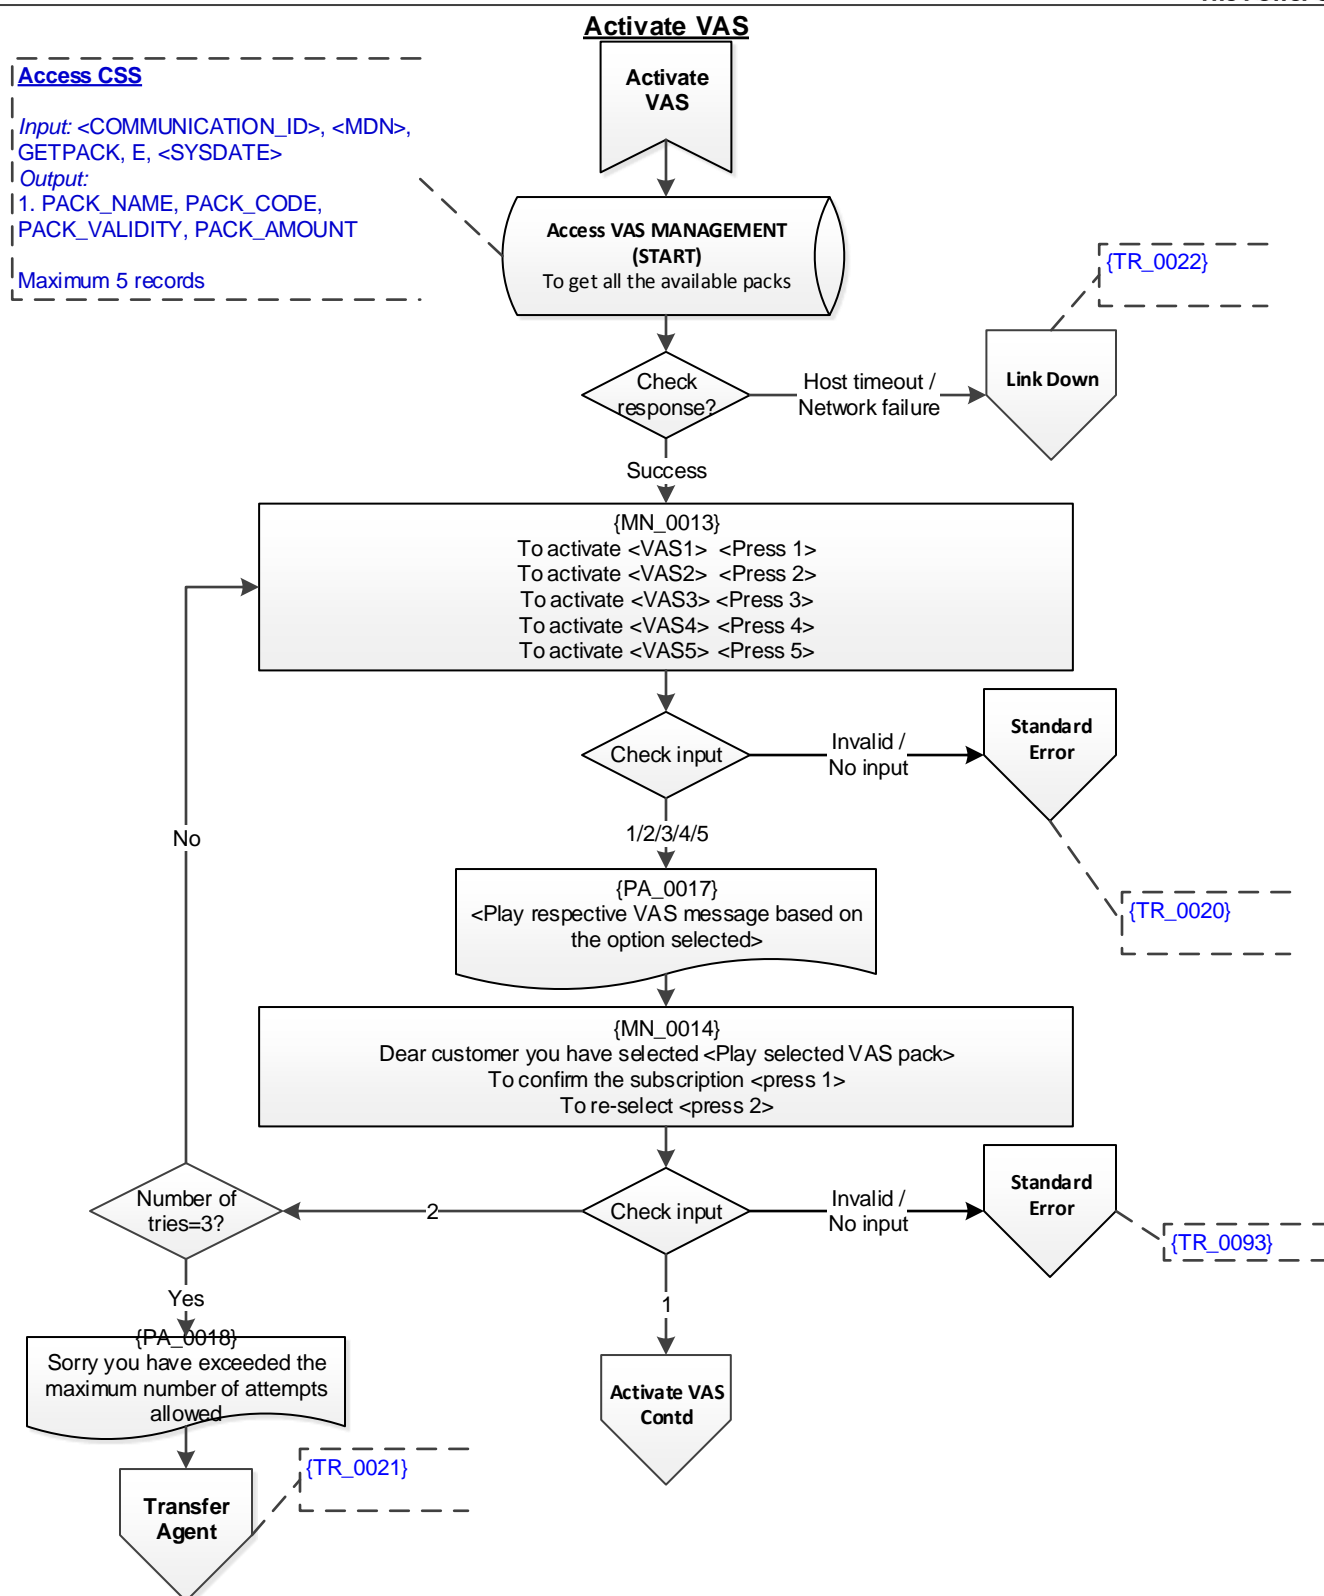 Activate VAS
Access CSS
Input: <COMMUNICATION_ID>, <MDN>,
GETPACK, E, <SYSDATE>
Output:
1. PACK_NAME, PACK_CODE,
PACK_VALIDITY, PACK_AMOUNT
Maximum 5 records
Activate
VAS
Access VAS MANAGEMENT
(START)
To get all the available packs
{TR_0022}
Check
response?
Host timeout /
Network failure
Link Down
Success
{MN_0013}
To activate <VAS1> <Press 1>
To activate <VAS2> <Press 2>
To activate <VAS3> <Press 3>
To activate <VAS4> <Press 4>
To activate <VAS5> <Press 5>
Check input
Invalid /
No input
Standard
Error
{TR_0020}
No
1/2/3/4/5
{PA_0017}
<Play respective VAS message based on
the option selected>
{MN_0014}
Dear customer you have selected <Play selected VAS pack>
To confirm the subscription <press 1>
To re-select <press 2>
Number of
tries=3?
2
Check input
Invalid /
No input
Standard
Error
{TR_0093}
Yes
1
{PA_0018}
Sorry you have exceeded the
maximum number of attempts
allowed
Activate VAS
Contd
{TR_0021}
Transfer
Agent